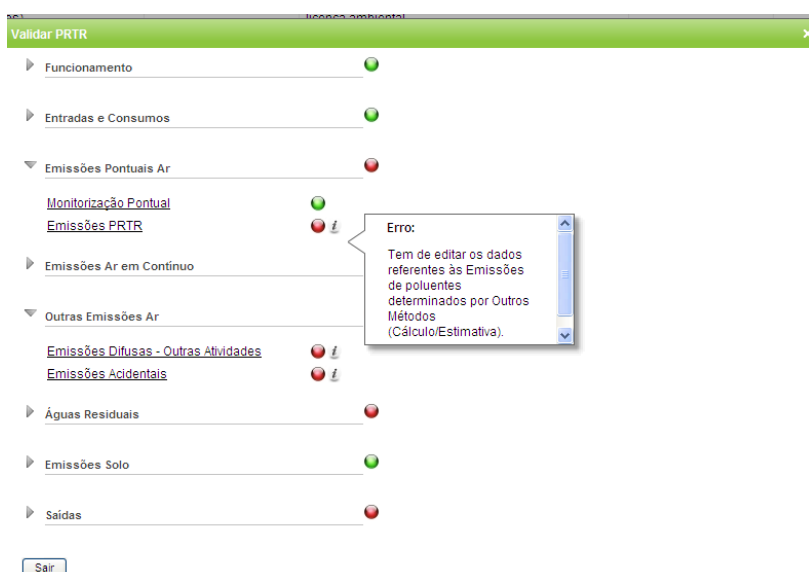 licença ambiental
Validar PRTR
Funcionamento
Entradas e Consumos
Emissões Pontuais Ar
Monitorização Pontual
Emissões PRTR
Erro:
Tem de editar os dados
referentes às Emissões
de poluentes
determinados por Outros
Métodos
(Cálculo/Estimativa).
Emissões Ar em Contínuo
Outras Emissões Ar
Emissões Difusas - Outras Atividades
Emissões Acidentais
Águas Residuais
Emissões Solo
Saídas
Sair